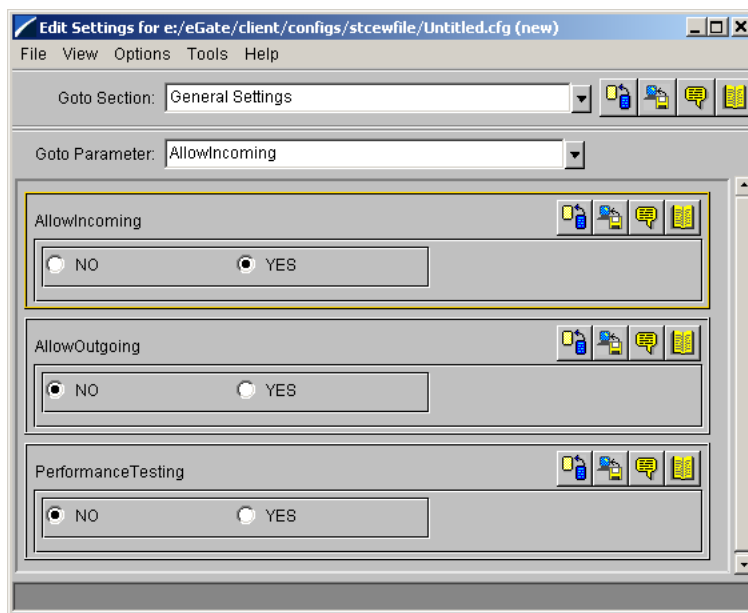 Edit Settings for e:/eGate/client/configs/stcewfile/Untitled.cfg (new)
File View Options Tools Help
Goto Section: General Settings
Goto Parameter: AllowIncoming
AllowIncoming
NO YES
AllowOutgoing
NO YES
PerformanceTesting
NO YES